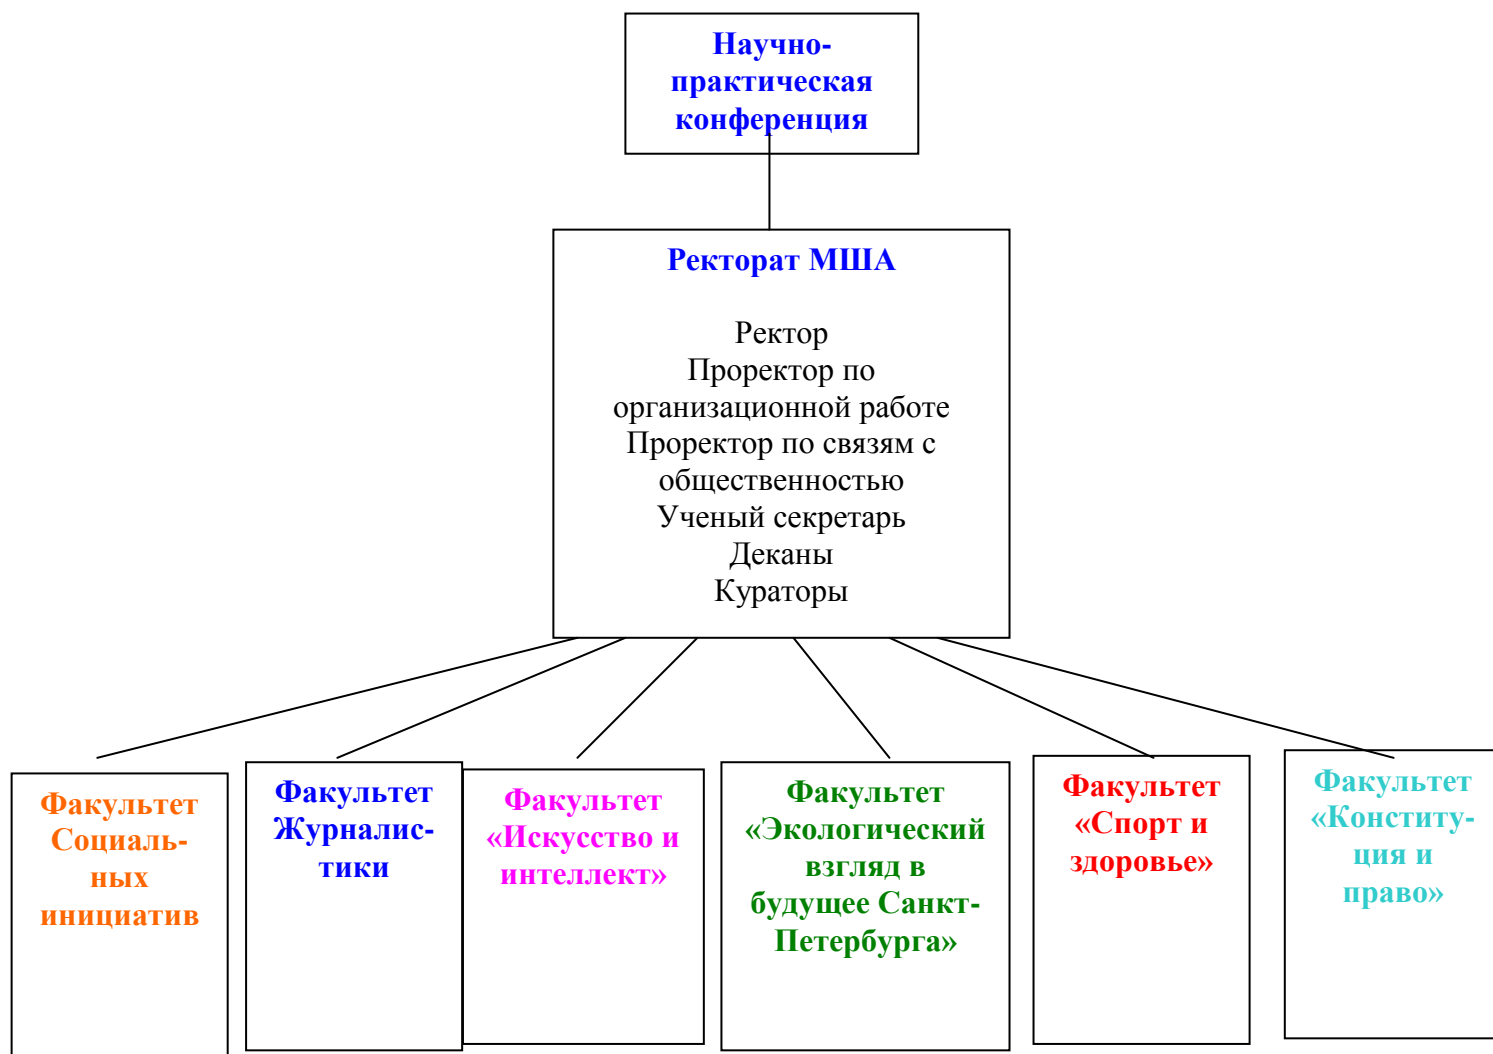 Научно-
практическая
конференция
Ректорат МША
Ректор
Проректор по
организационной работе
Проректор по связям с
общественностью
Ученый секретарь
Деканы
Кураторы
Факультет
Социаль-
ных
инициатив
Факультет
Журналис-
тики
Факультет
«Искусство и
интеллект»
Факультет
«Экологический
взгляд в
будущее Санкт-
Петербурга»
Факультет
«Спорт и
здоровье»
Факультет
«Конститу-
ция и
право»